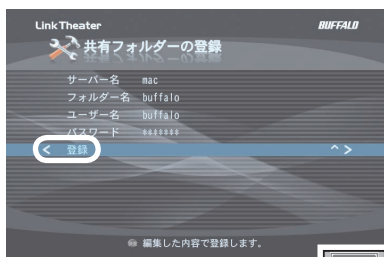 LinkTheater BUFFALO
共有フォルダーの登録
サーバー名 mac
フォルダー名 buffalo
ユーザー名 buffalo
パスワード *******
< 登録 ^ >
編集した内容で登録します。